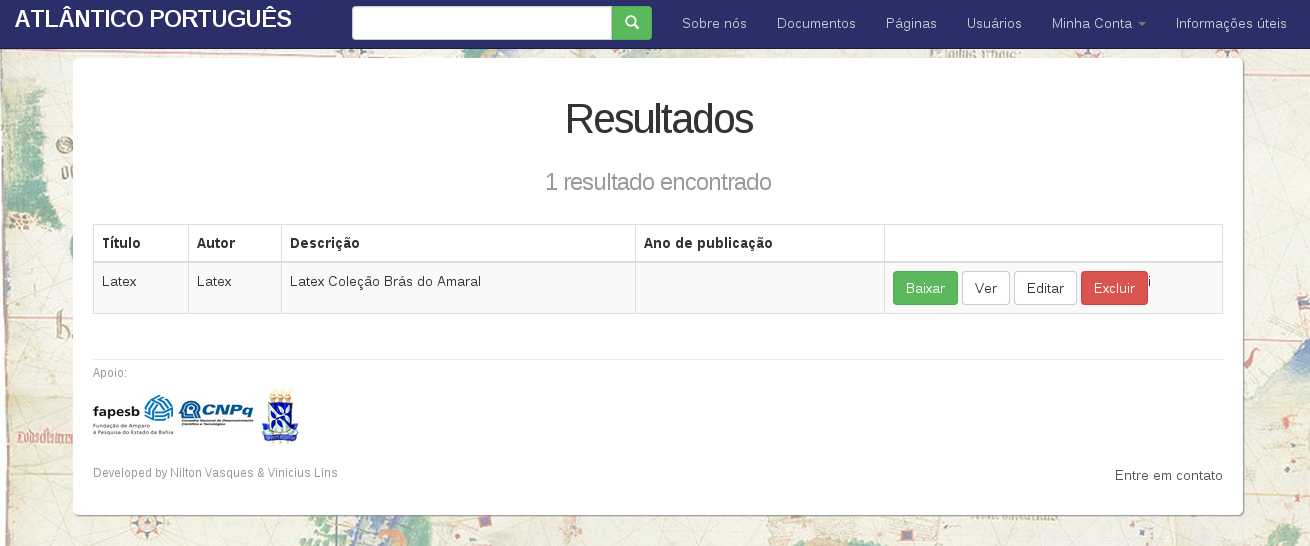 ATLÂNTICO PORTUGUÊS Sobre nós Documentos Páginas Usuários Minha Conta Informações úteis
Resultados
1 resultado encontrado
Título Autor Descrição Ano de publicação
Latex Latex Latex Coleção Brás do Amaral Baixar Ver Editar Excluir i
Apoio:
fapesb CNPq
Fundação de Amparo
à Pesquisa do Estado da Bahia
Conselho Nacional de Desenvolvimento
Científico e Tecnológico
Developed by Nilton Vasques & Vinicius Lins Entre em contato